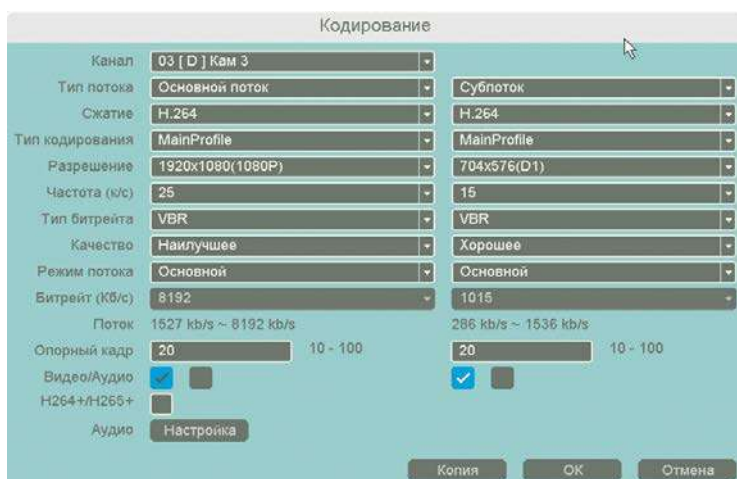 Кодирование
Канал 03 [ D ] Кам 3
Тип потока Основной поток Субпоток
Сжатие H.264 H.264
Тип кодирования MainProfile MainProfile
Разрешение 1920x1080(1080P) 704x576(D1)
Частота (к/с) 25 15
Тип битрейта VBR VBR
Качество Наилучшее Хорошее
Режим потока Основной Основной
Битрейт (Кб/с) 8192 1015
Поток 1527 kb/s ~ 8192 kb/s 286 kb/s ~ 1536 kb/s
Опорный кадр 20 10 - 100 20 10 - 100
Видео/Аудио
H264+/H265+
Аудио Настройка
Копия ОК Отмена